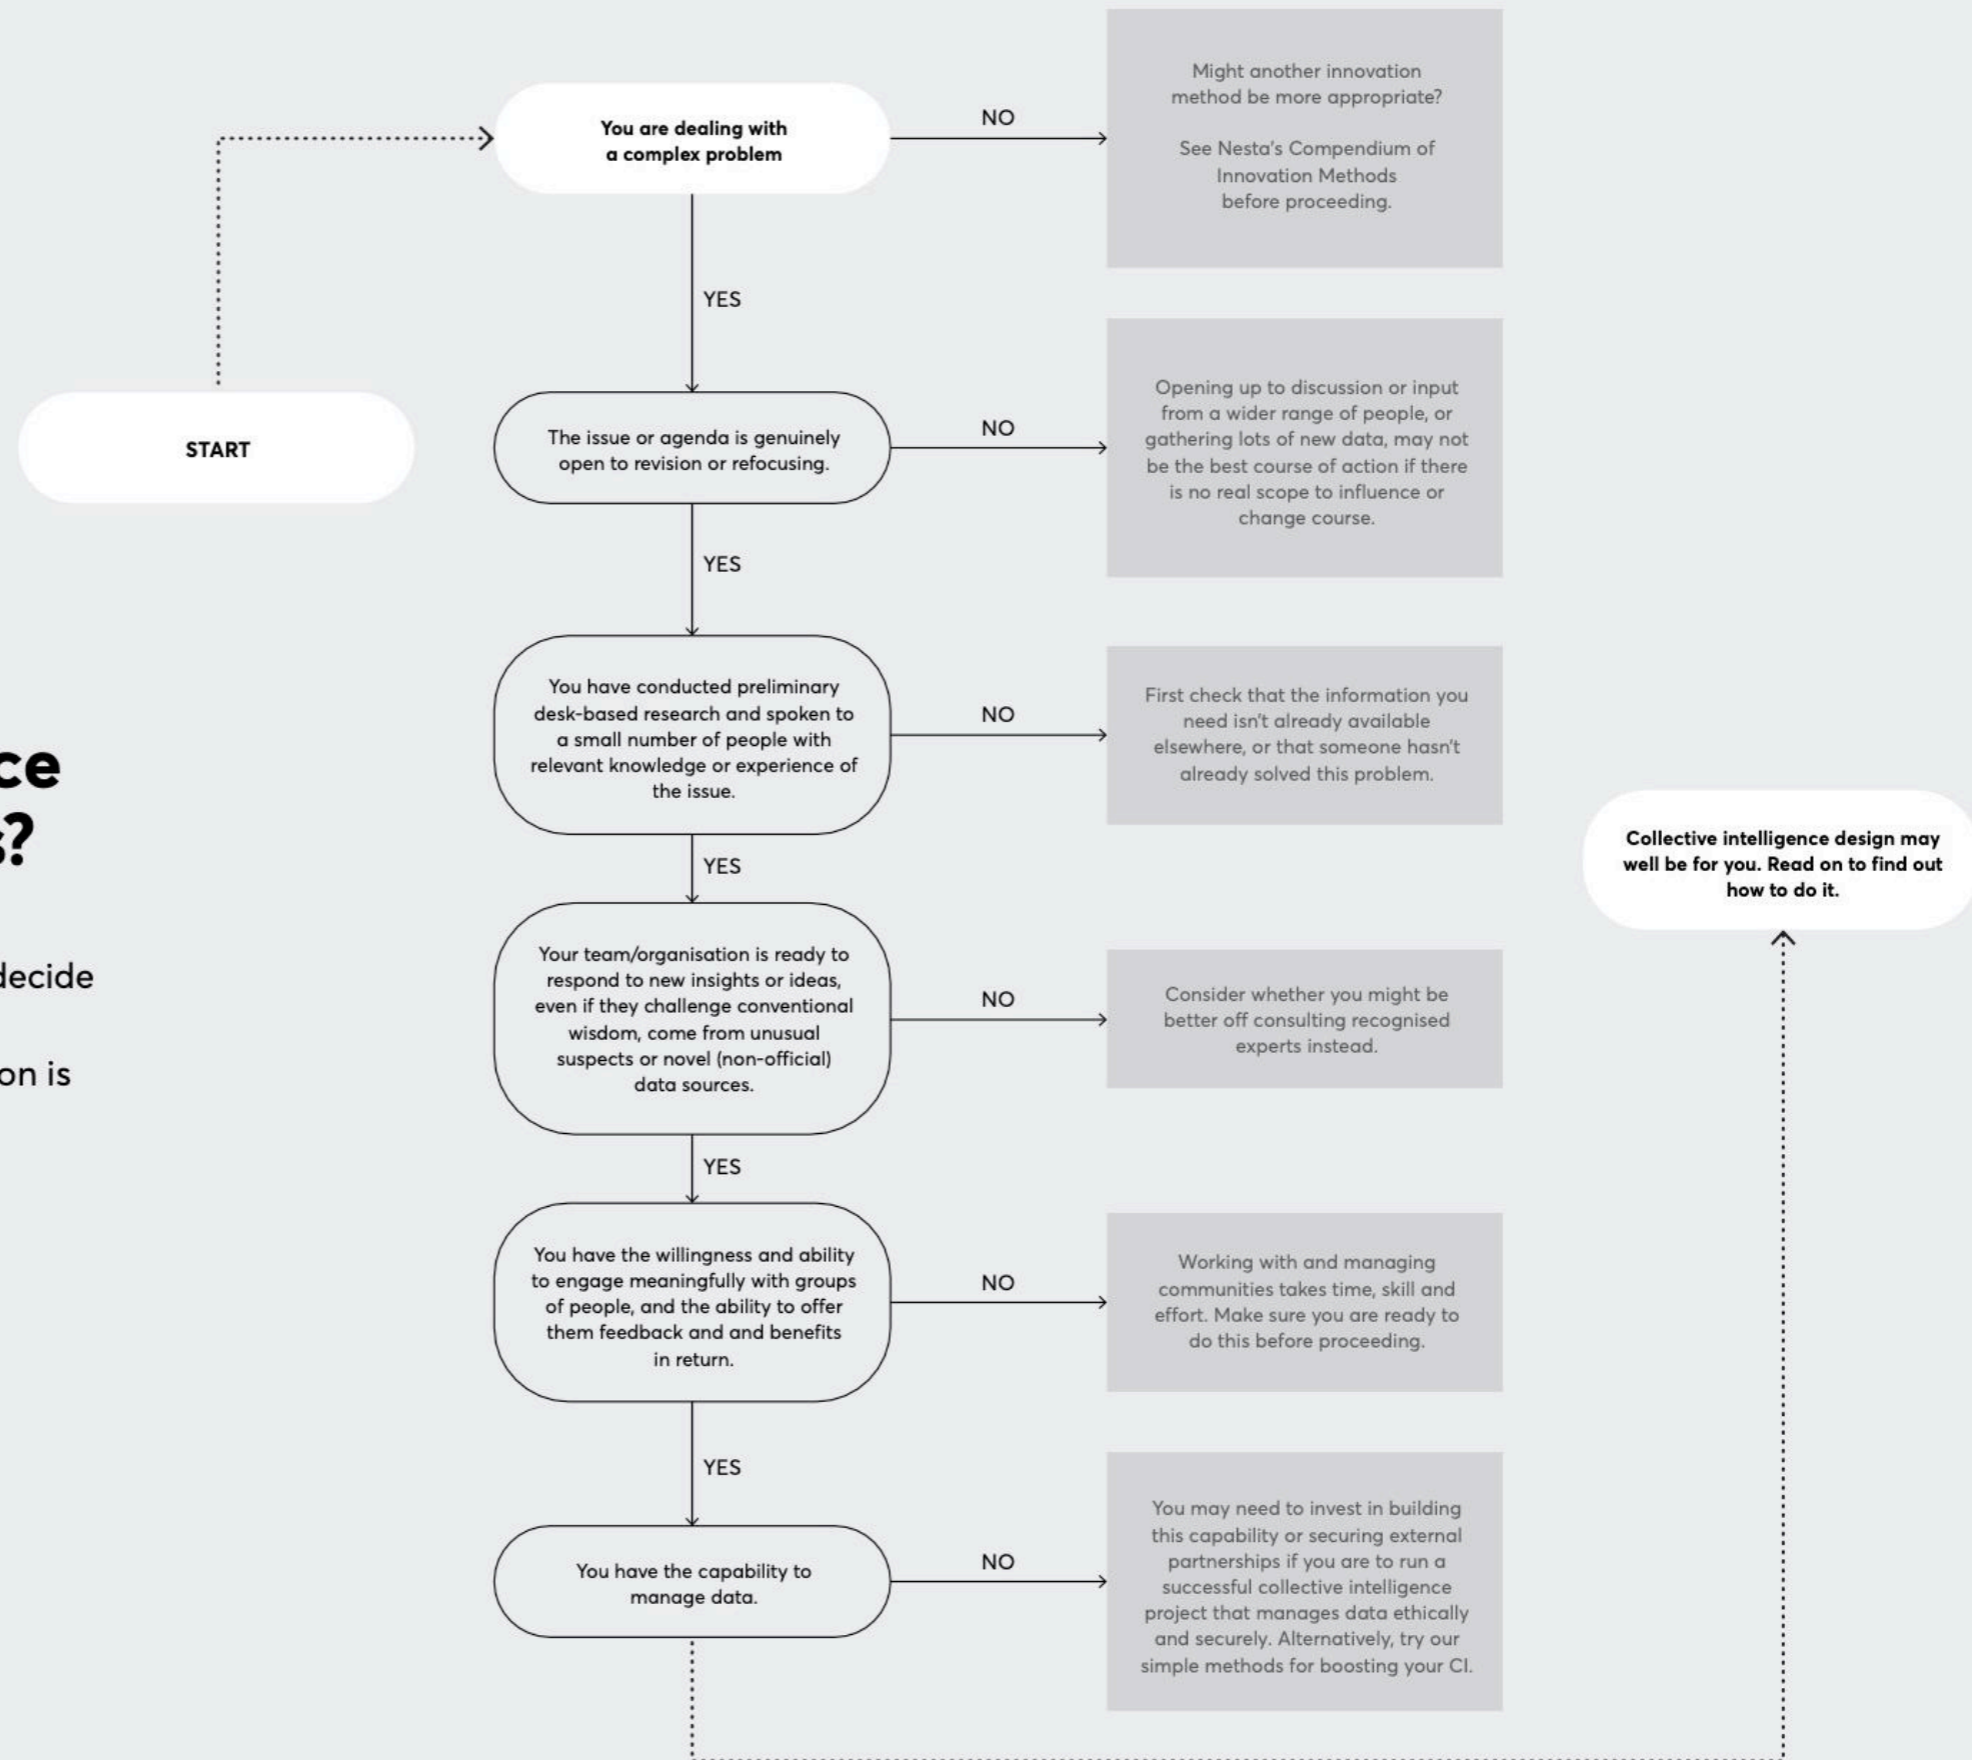 START
You are dealing with
a complex problem
NO
Might another innovation
method be more appropriate?
See Nesta's Compendium of
Innovation Methods
before proceeding.
YES
The issue or agenda is genuinely
open to revision or refocusing.
NO
Opening up to discussion or input
from a wider range of people, or
gathering lots of new data, may not
be the best course of action if there
is no real scope to influence or
change course.
YES
You have conducted preliminary
desk-based research and spoken to
a small number of people with
relevant knowledge or experience of
the issue.
NO
First check that the information you
need isn't already available
elsewhere, or that someone hasn't
already solved this problem.
YES
Your team/organisation is ready to
respond to new insights or ideas,
even if they challenge conventional
wisdom, come from unusual
suspects or novel (non-official)
data sources.
NO
Consider whether you might be
better off consulting recognised
experts instead.
YES
You have the willingness and ability
to engage meaningfully with groups
of people, and the ability to offer
them feedback and and benefits
in return.
NO
Working with and managing
communities takes time, skill and
effort. Make sure you are ready to
do this before proceeding.
YES
You have the capability to
manage data.
NO
You may need to invest in building
this capability or securing external
partnerships if you are to run a
successful collective intelligence
project that manages data ethically
and securely. Alternatively, try our
simple methods for boosting your CI.
Collective intelligence design may
well be for you. Read on to find out
how to do it.
ce
?
decide
on is